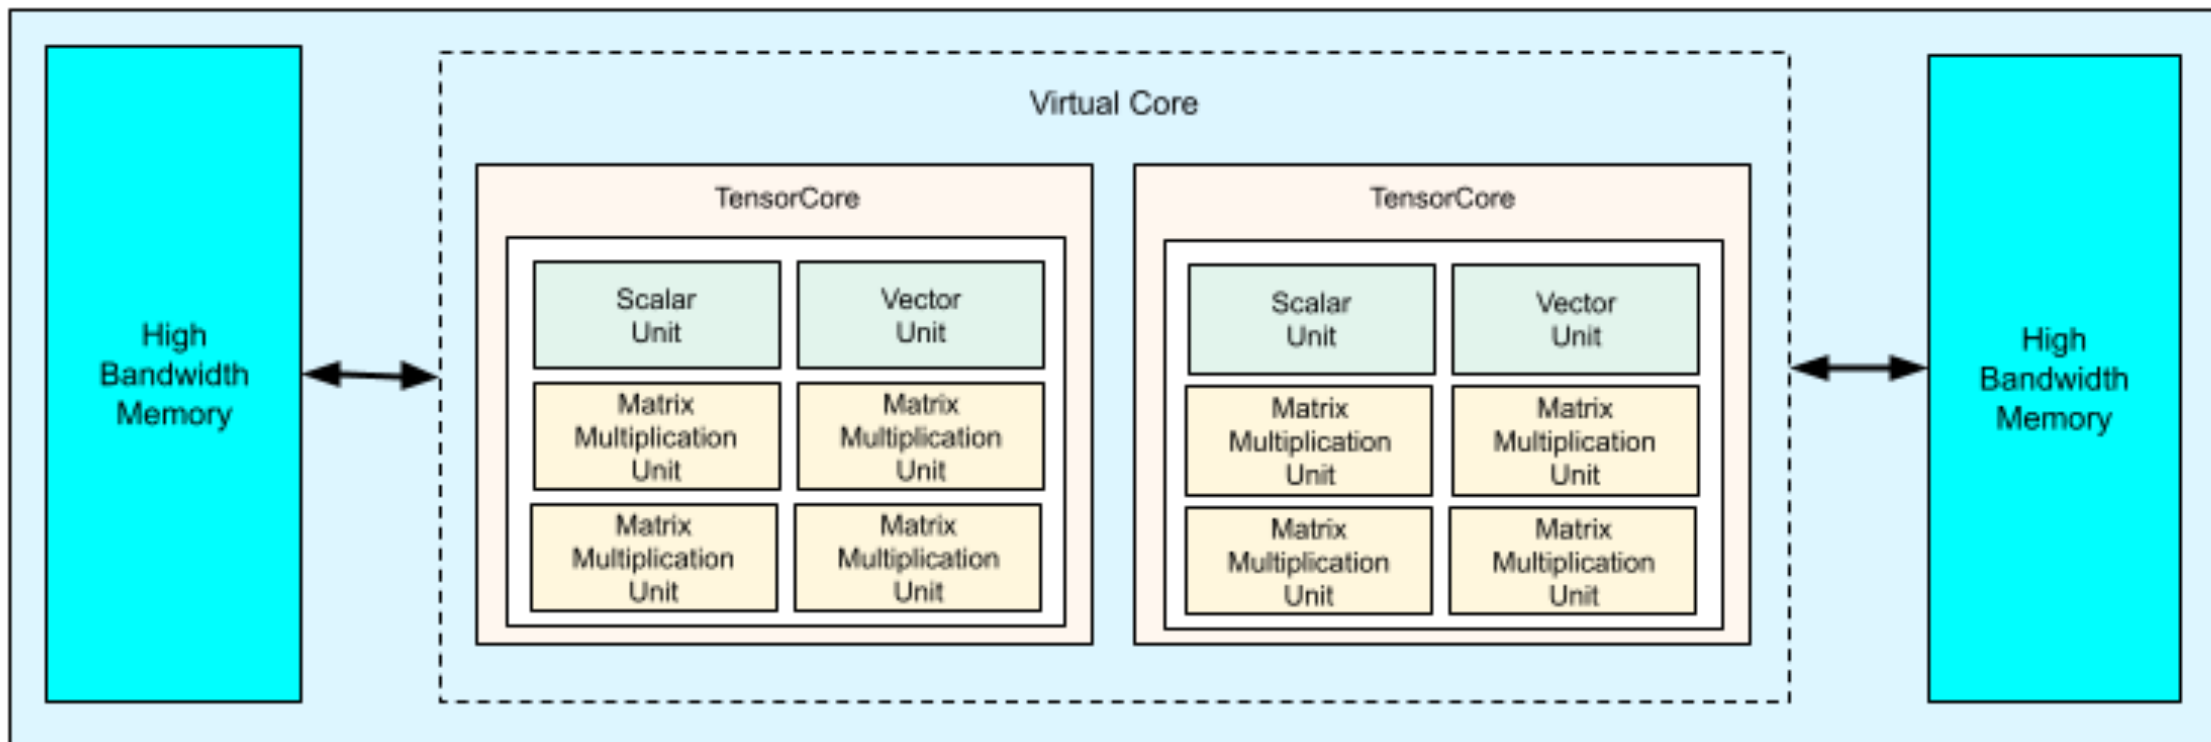 High
Bandwidth
Memory
Virtual Core
TensorCore
Scalar
Unit
Vector
Unit
Matrix
Multiplication
Unit
Matrix
Multiplication
Unit
Matrix
Multiplication
Unit
Matrix
Multiplication
Unit
TensorCore
Scalar
Unit
Vector
Unit
Matrix
Multiplication
Unit
Matrix
Multiplication
Unit
Matrix
Multiplication
Unit
Matrix
Multiplication
Unit
High
Bandwidth
Memory